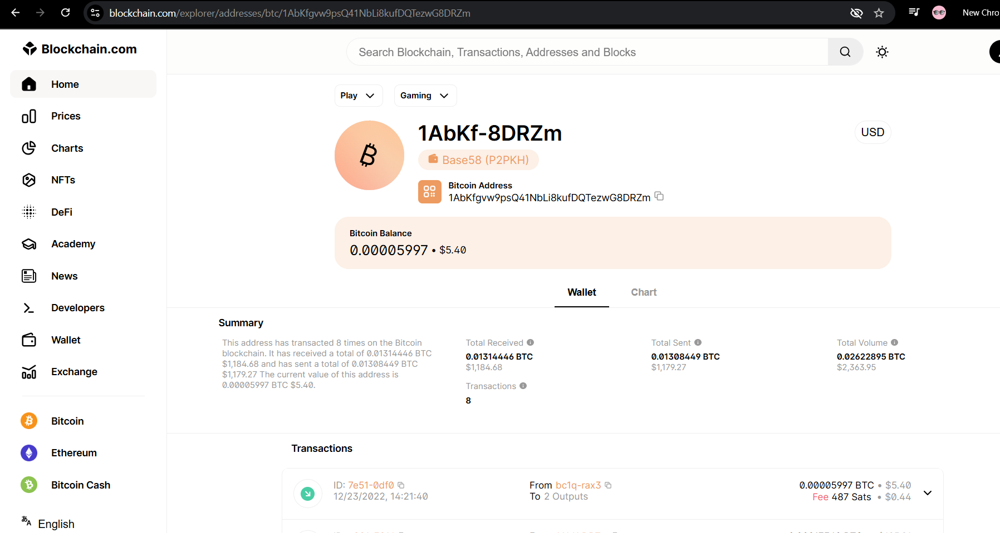 blockchain.com/explorer/addresses/btc/1AbKfgvw9psQ41NbLi8kufDQTezwG8DRZm
New Chro
Blockchain.com
Search Blockchain, Transactions, Addresses and Blocks
Home
Prices
Charts
NFTs
DeFi
Academy
News
Developers
Wallet
Exchange
Bitcoin
Ethereum
Bitcoin Cash
English
Play
Gaming
1AbKf-8DRZm
USD
Base58 (P2PKH)
Bitcoin Address
1AbKfgvw9psQ41NbLi8kufDQTezwG8DRZm
Bitcoin Balance
0.00005997 • $5.40
Wallet
Chart
Summary
This address has transacted 8 times on the Bitcoin
blockchain. It has received a total of 0.01314446 BTC
$1,184.68 and has sent a total of 0.01308449 BTC
$1,179.27 The current value of this address is
0.00005997 BTC $5.40.
Total Received
0.01314446 BTC
$1,184.68
Total Sent
0.01308449 BTC
$1,179.27
Total Volume
0.02622895 BTC
$2,363.95
Transactions
8
Transactions
ID: 7e51-0df0
12/23/2022, 14:21:40
From bc1q-rax3
To 2 Outputs
0.00005997 BTC • $5.40
Fee 487 Sats • $0.44